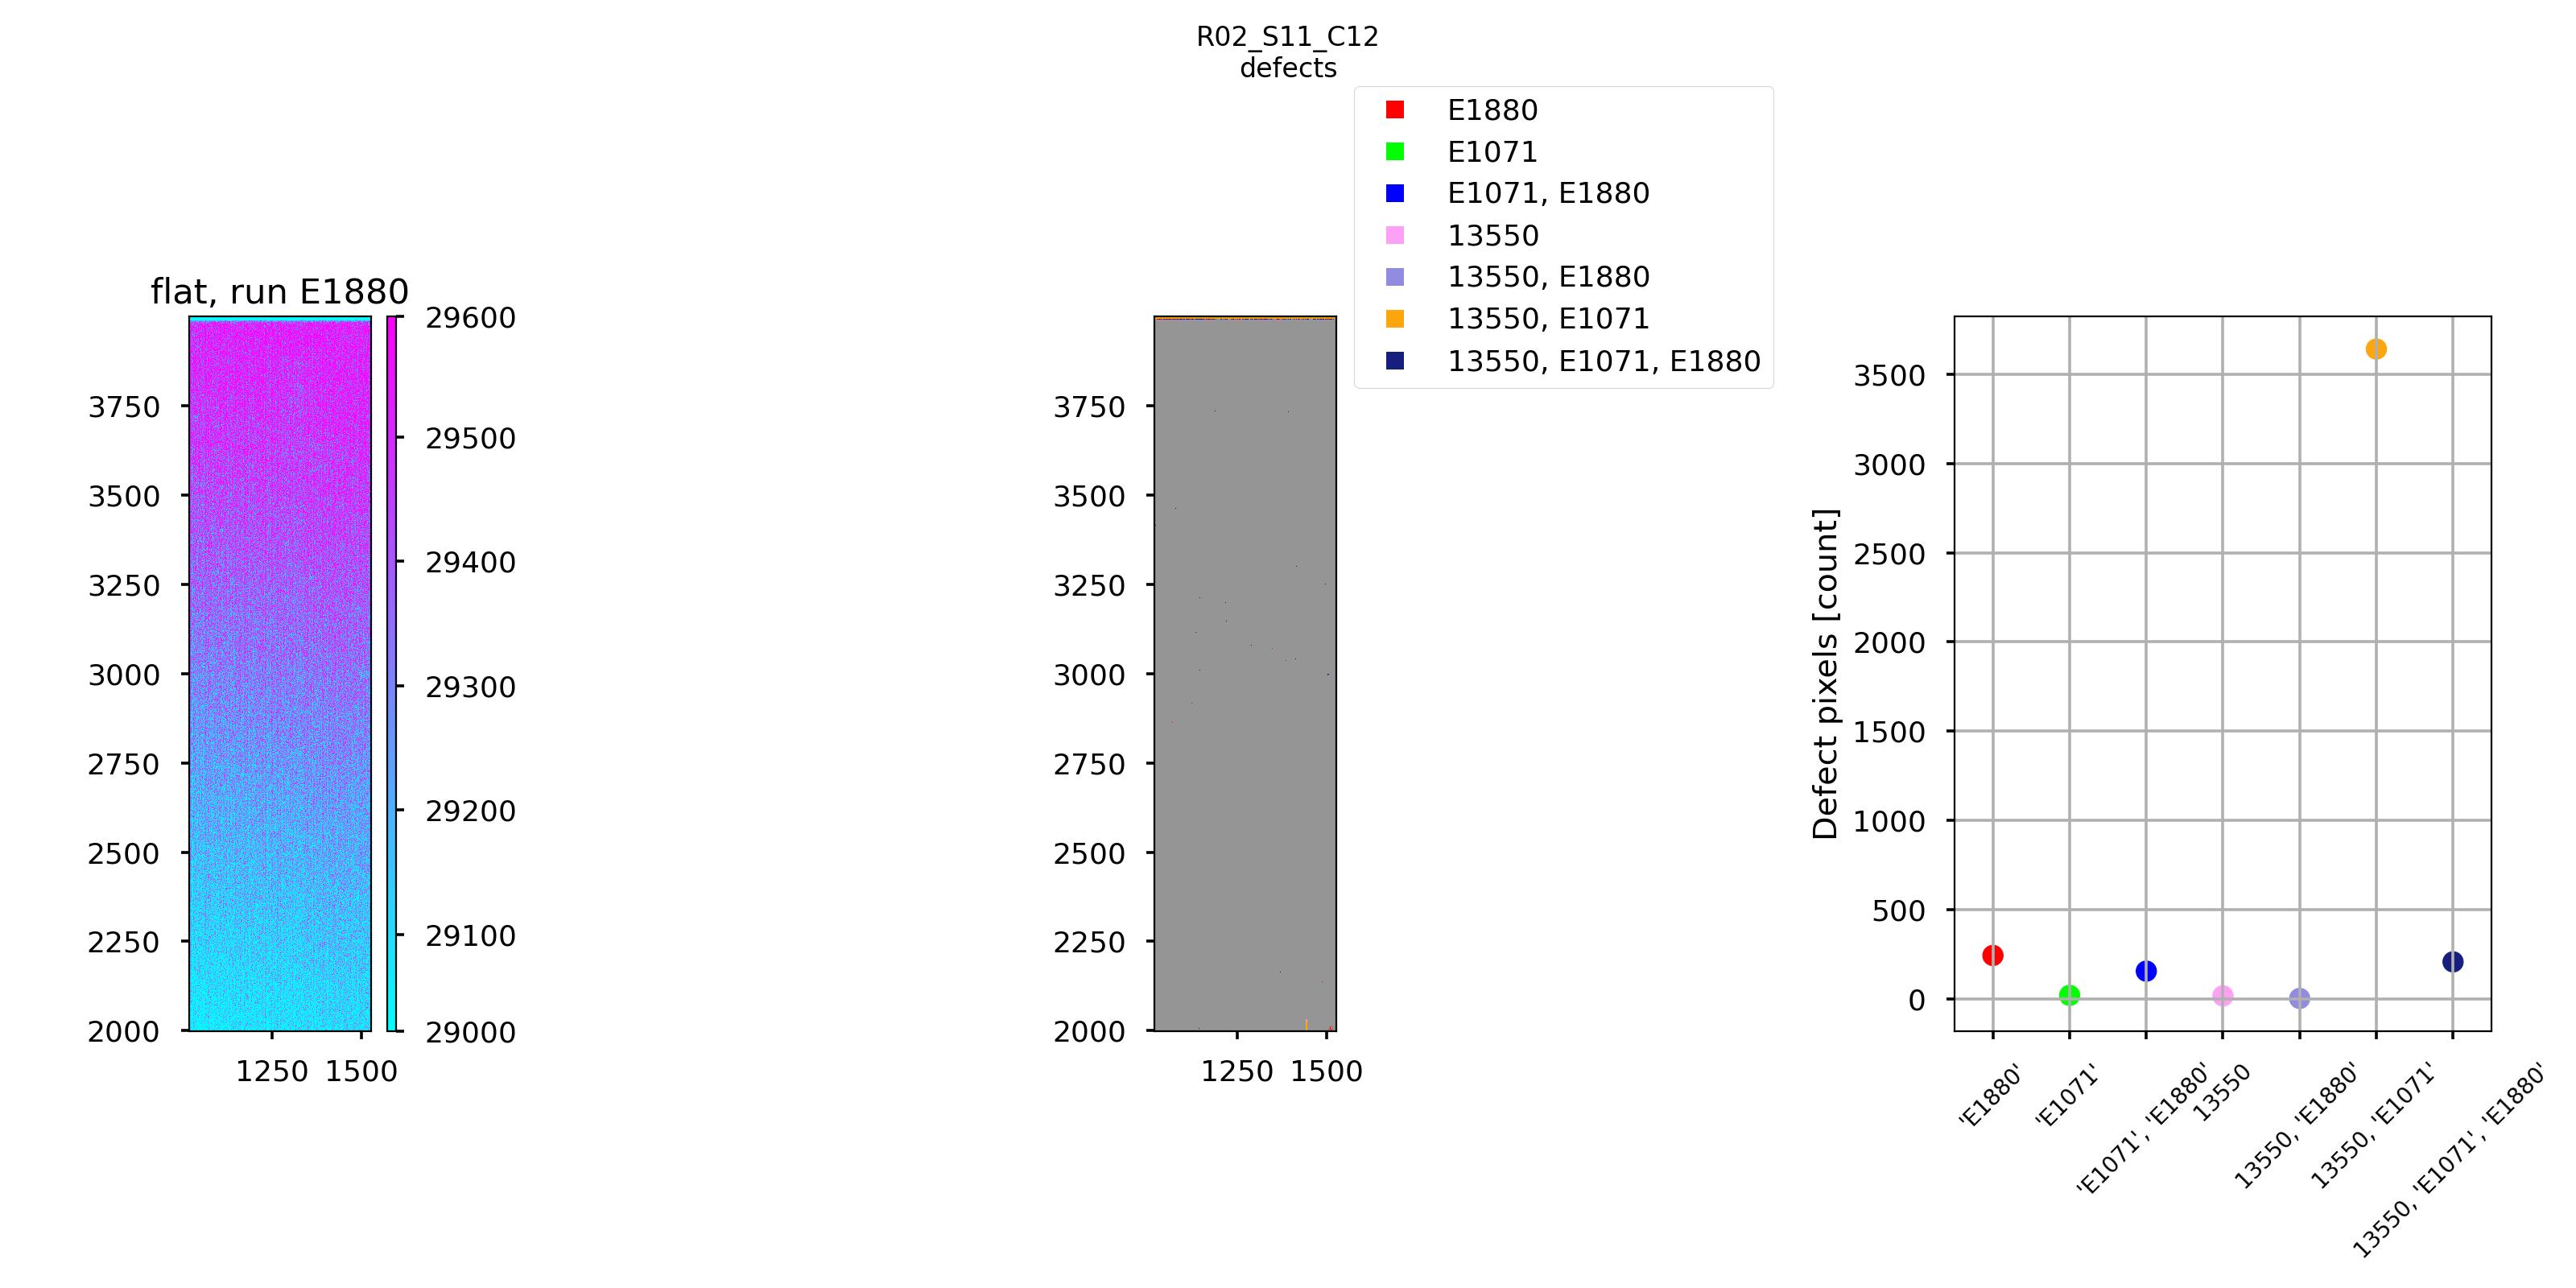 R02_S11_C12
defects
E1880
E1071
E1071, E1880
13550
13550, E1880
13550, E1071
13550, E1071, E1880
flat, run E1880
3750
3500
3250
3000
2750
2500
2250
2000
1250 1500
29600
29500
29400
29300
29200
29100
29000
3750
3500
3250
3000
2750
2500
2250
2000
1250 1500
Defect pixels [count]
3500
3000
2500
2000
1500
1000
500
0
'E1880'
'E1071'
'E1071', 'E1880'
13550
13550, 'E1880'
13550, 'E1071'
13550, 'E1071', 'E1880'